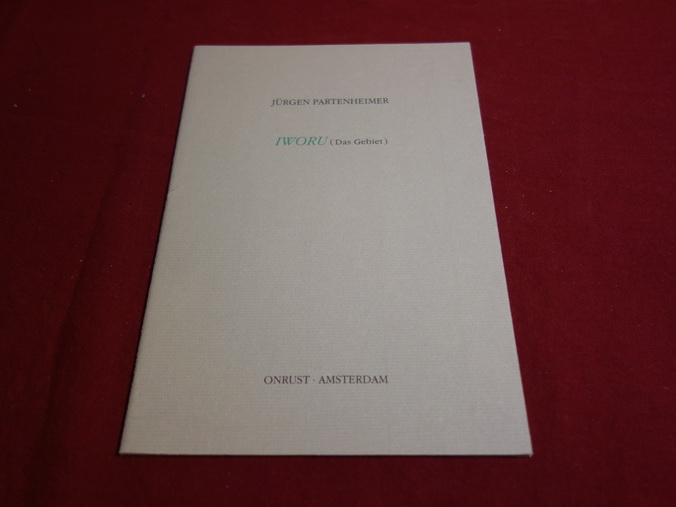 JÜRGEN PARTENHEIMER
IWORU (Das Gebiet)
ONRUST · AMSTERDAM